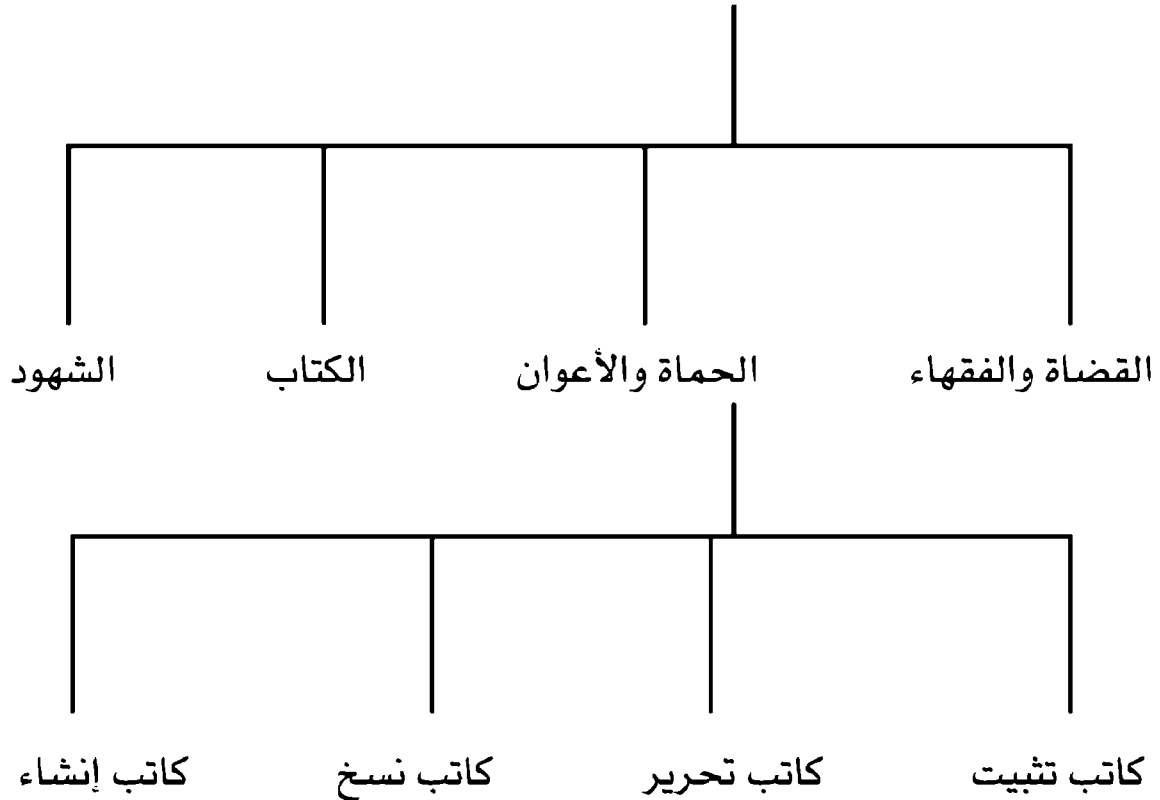 القضاة والفقهاء الحماة والأعوان الكتاب الشهود
كاتب تثبيت كاتب تحرير كاتب نسخ كاتب إنشاء